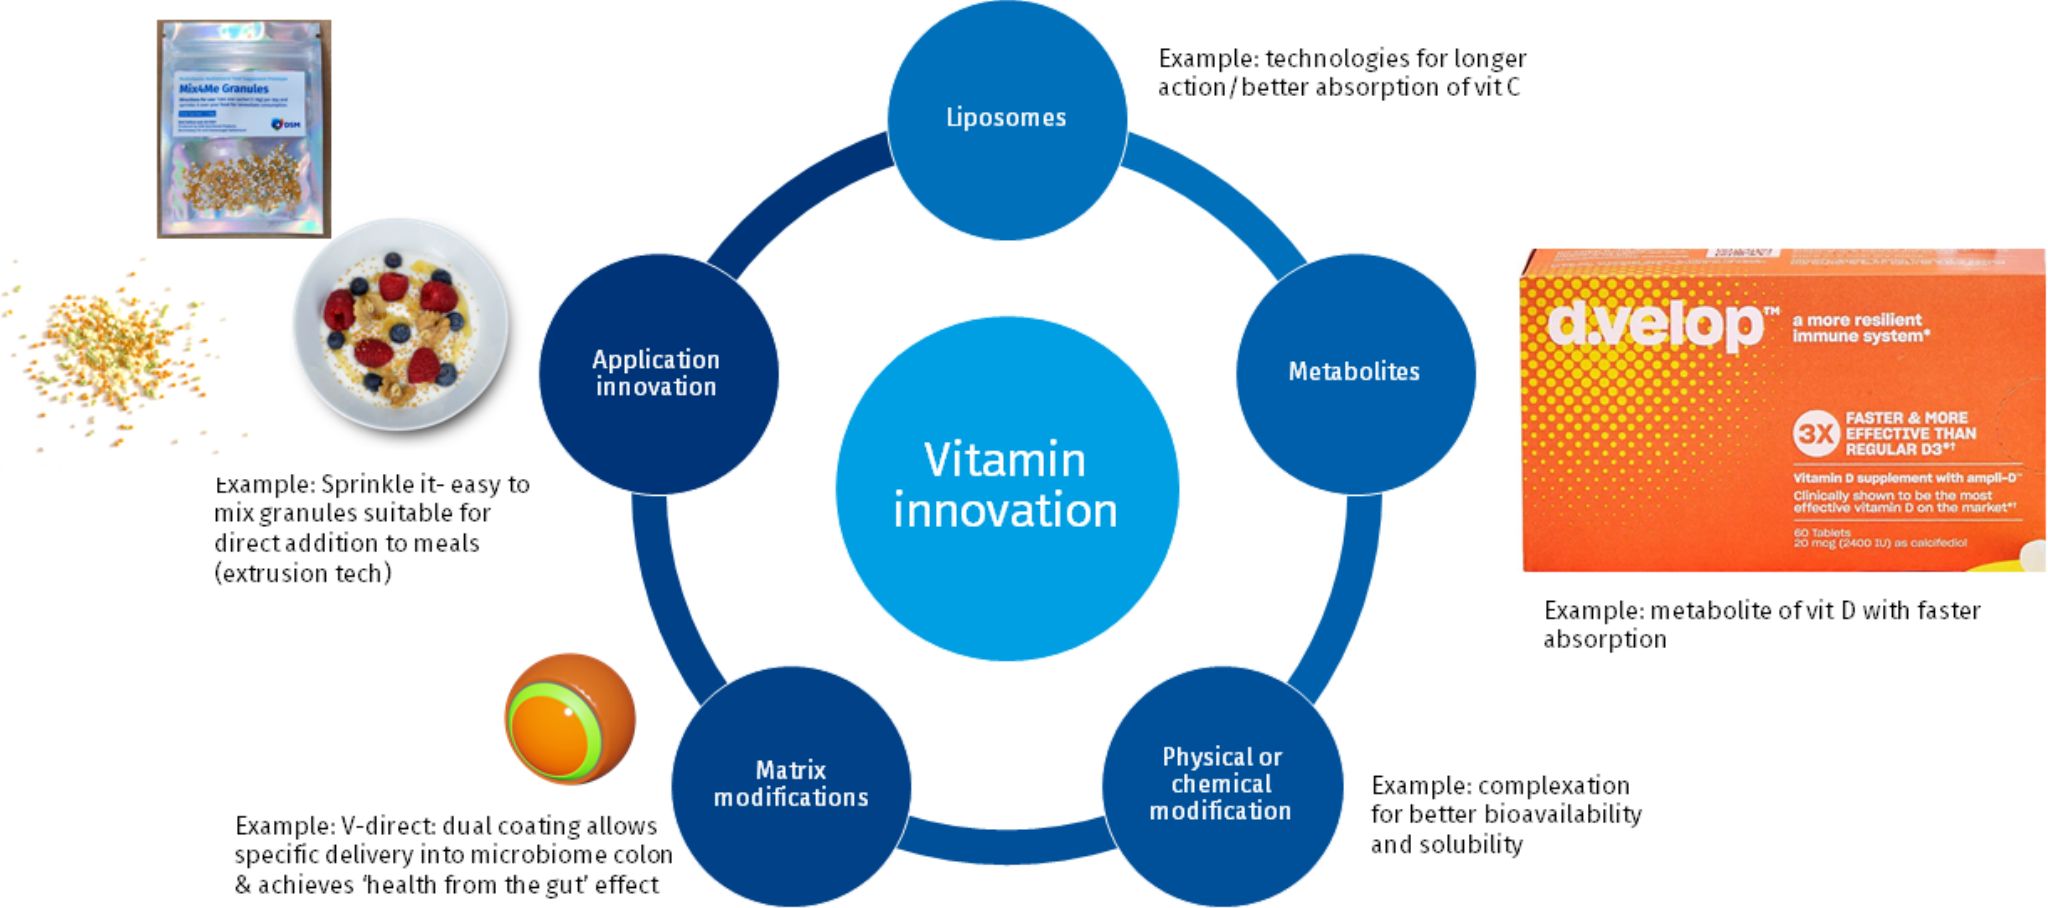 Mix4Me Granules
DSM
Liposomes
Example: technologies for longer
action/better absorption of vit C
Application
innovation
Metabolites
Vitamin
innovation
d.velop™
a more resilient
immune system*
3X
FASTER & MORE
EFFECTIVE THAN
REGULAR D3*†
Vitamin D supplement with ampli-D™
Clinically shown to be the most
effective vitamin D on the market*†
60 Tablets
20 mcg (2400 IU) as calcifediol
Example: metabolite of vit D with faster
absorption
Example: Sprinkle it- easy to
mix granules suitable for
direct addition to meals
(extrusion tech)
Matrix
modifications
Physical or
chemical
modification
Example: complexation
for better bioavailability
and solubility
Example: V-direct: dual coating allows
specific delivery into microbiome colon
& achieves ‘health from the gut’ effect